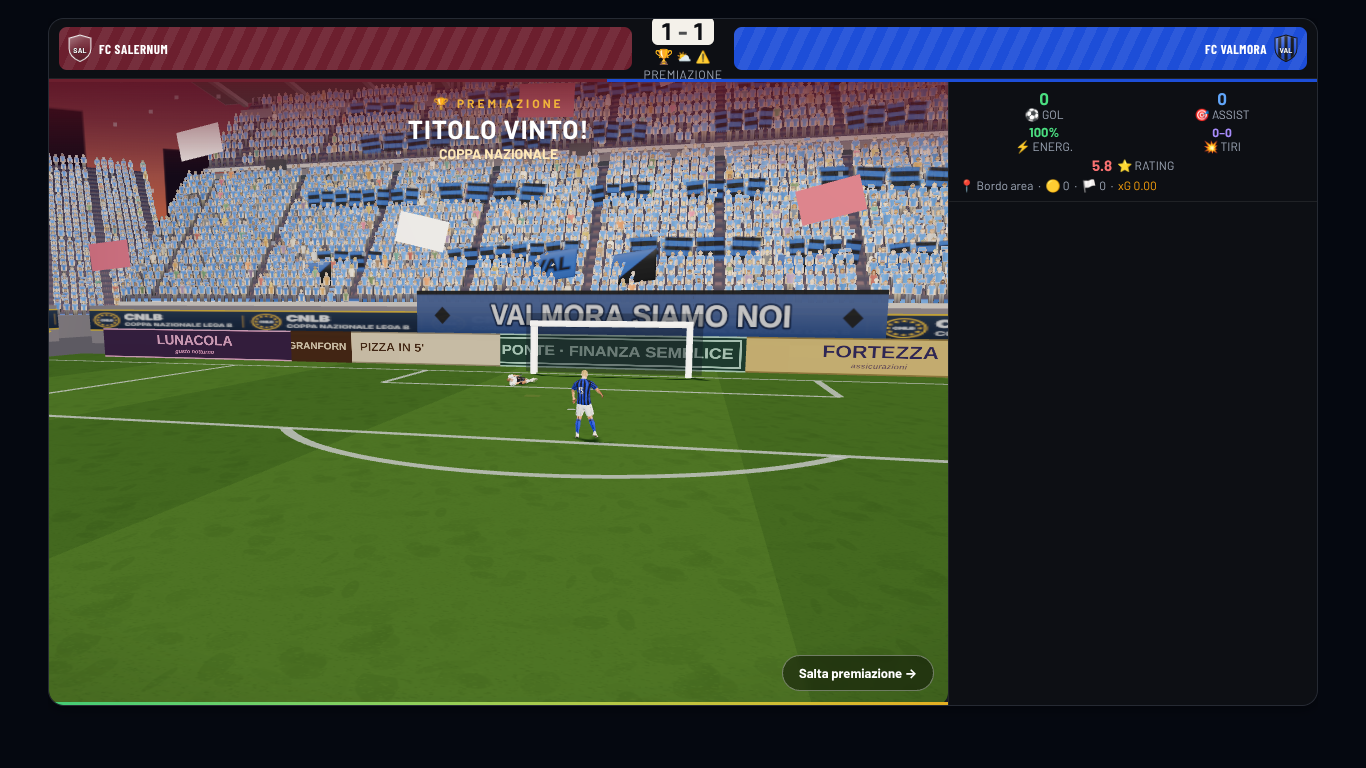 SAL
FC SALERNUM
1 - 1
PREMIAZIONE
FC VALMORA
VAL
PREMIAZIONE
TITOLO VINTO!
COPPA NAZIONALE
0
GOL
0
ASSIST
100%
ENERG.
0-0
TIRI
5.8
RATING
Bordo area · 0 · 0 · xG 0.00
VAL
VALMORA SIAMO NOI
CNLB
COPPA NAZIONALE LEGA B
CNLB
COPPA NAZIONALE LEGA B
LUNACOLA
gusto notturno
GRANFORN
PIZZA IN 5'
PONTE · FINANZA SEMPLICE
FORTEZZA
assicurazioni
Salta premiazione →